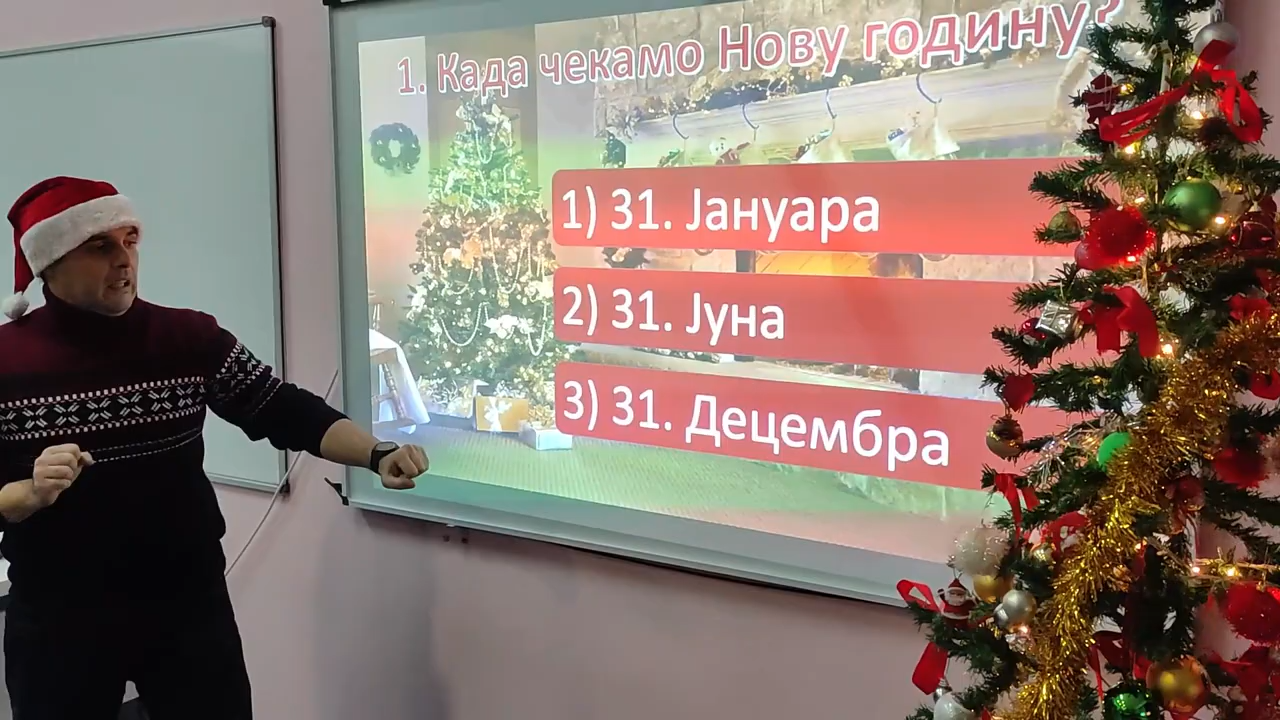 1. Када чекамо Нову годину?
1) 31. Јануара
2) 31. Јуна
3) 31. Децембра